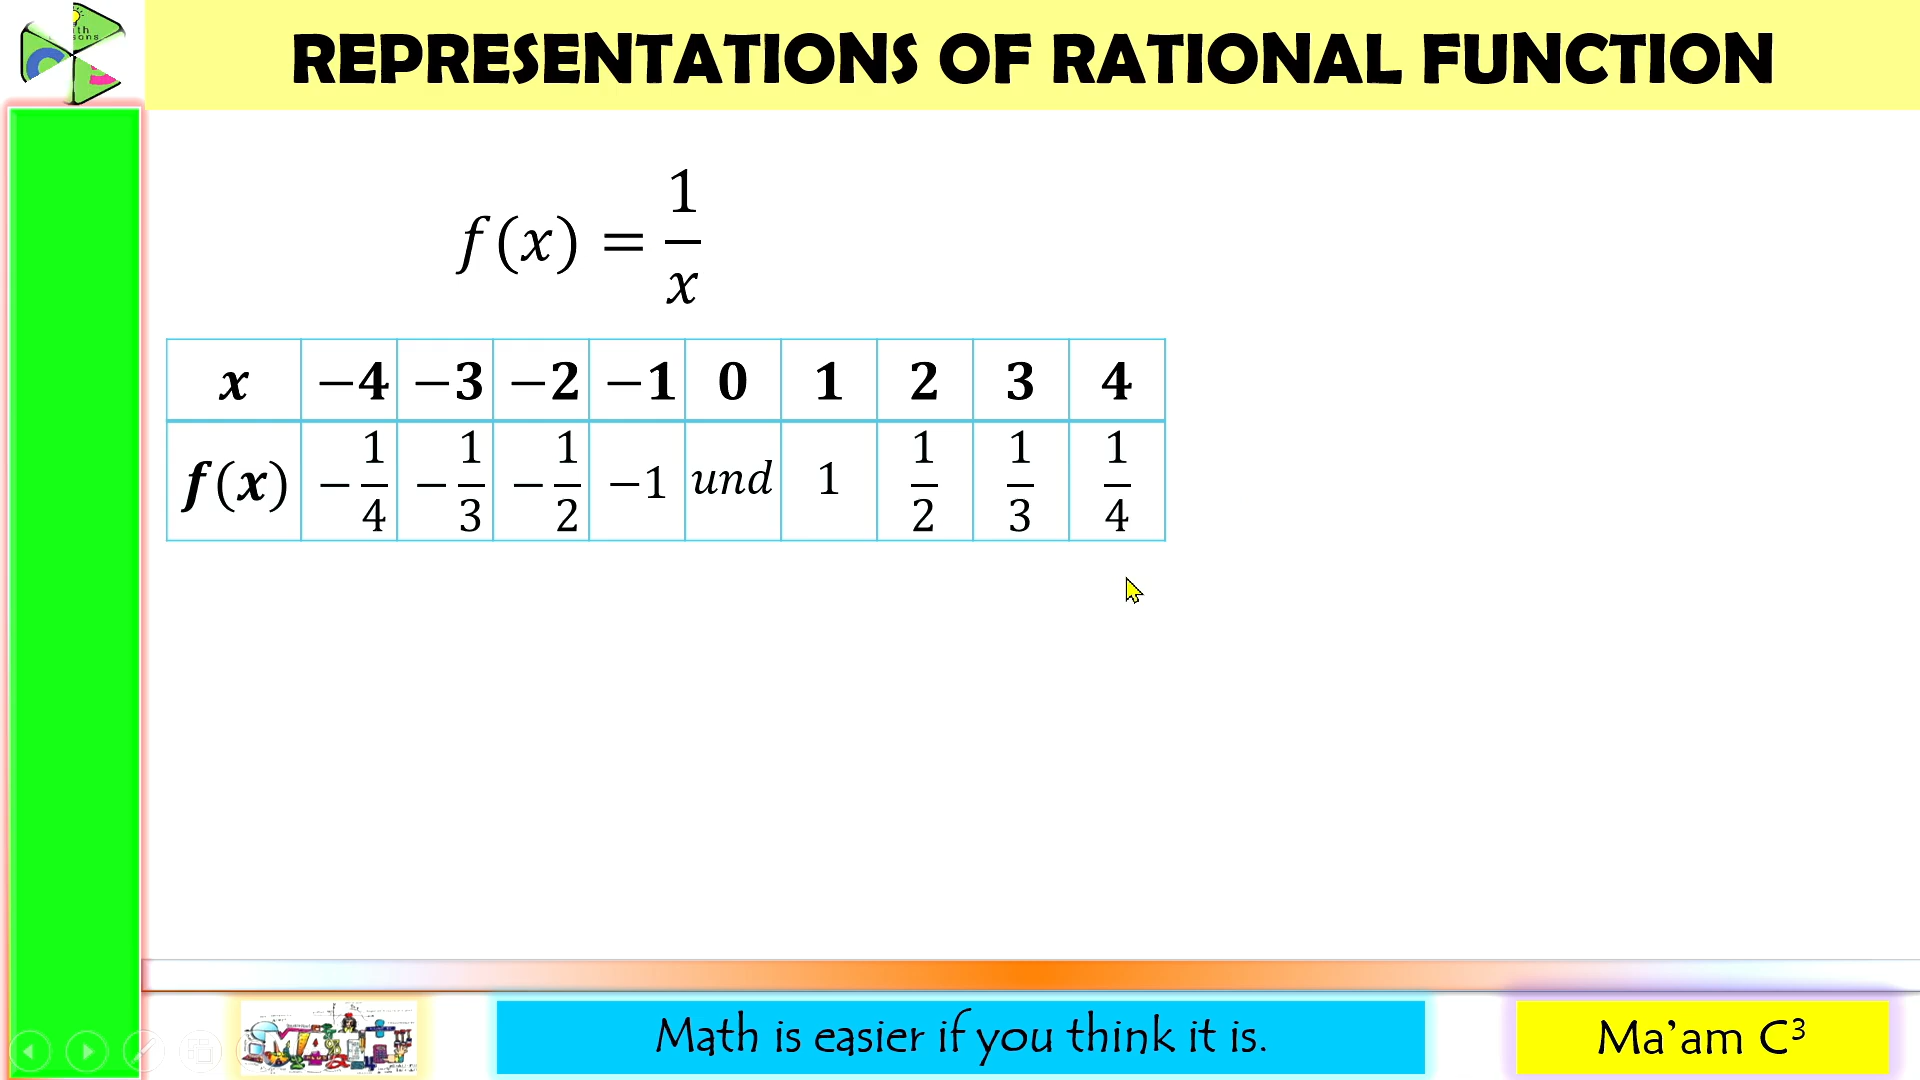 REPRESENTATIONS OF RATIONAL FUNCTION
f(x) = 1/x
x −4 −3 −2 −1 0 1 2 3 4
f(x) −1/4 −1/3 −1/2 −1 und 1 1/2 1/3 1/4
MATH
Math is easier if you think it is.
Ma'am C³